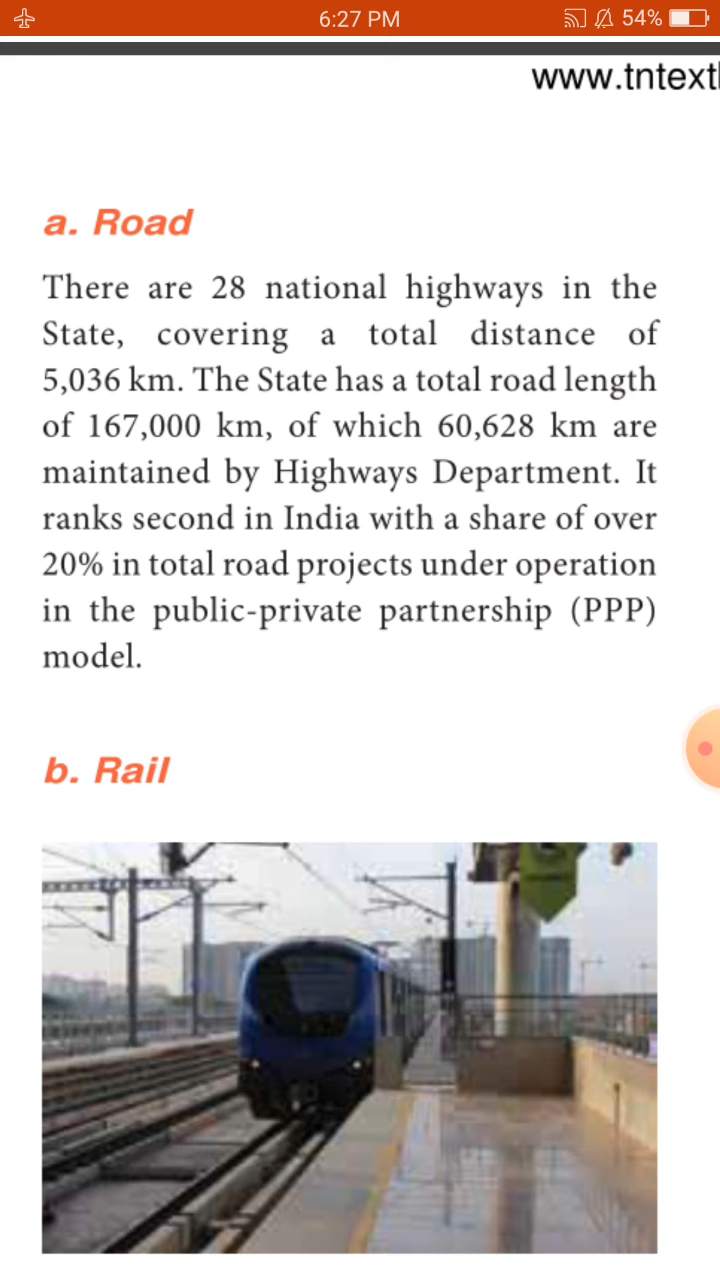 6:27 PM
54%
www.tntext
a. Road
There are 28 national highways in the
State, covering a total distance of
5,036 km. The State has a total road length
of 167,000 km, of which 60,628 km are
maintained by Highways Department. It
ranks second in India with a share of over
20% in total road projects under operation
in the public-private partnership (PPP)
model.
b. Rail